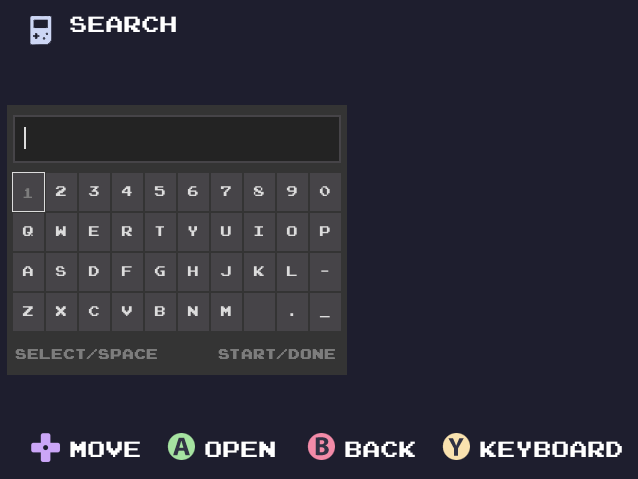 SEARCH
1 2 3 4 5 6 7 8 9 0
Q W E R T Y U I O P
A S D F G H J K L -
Z X C V B N M . _
SELECT/SPACE START/DONE
MOVE A OPEN B BACK Y KEYBOARD